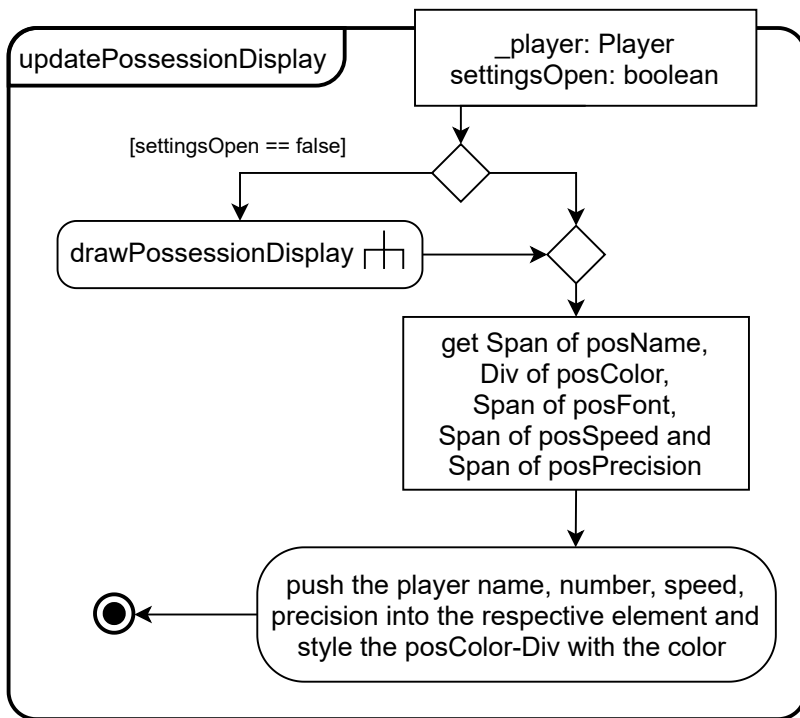 updatePossessionDisplay
_player: Player
settingsOpen: boolean
[settingsOpen == false]
drawPossessionDisplay
get Span of posName,
Div of posColor,
Span of posFont,
Span of posSpeed and
Span of posPrecision
push the player name, number, speed,
precision into the respective element and
style the posColor-Div with the color